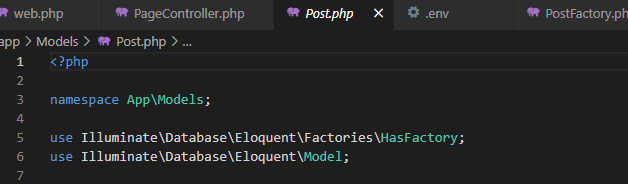 web.php PageController.php Post.php .env PostFactory.ph
app > Models > Post.php > ...
1 <?php
2
3 namespace App\Models;
4
5 use Illuminate\Database\Eloquent\Factories\HasFactory;
6 use Illuminate\Database\Eloquent\Model;
7